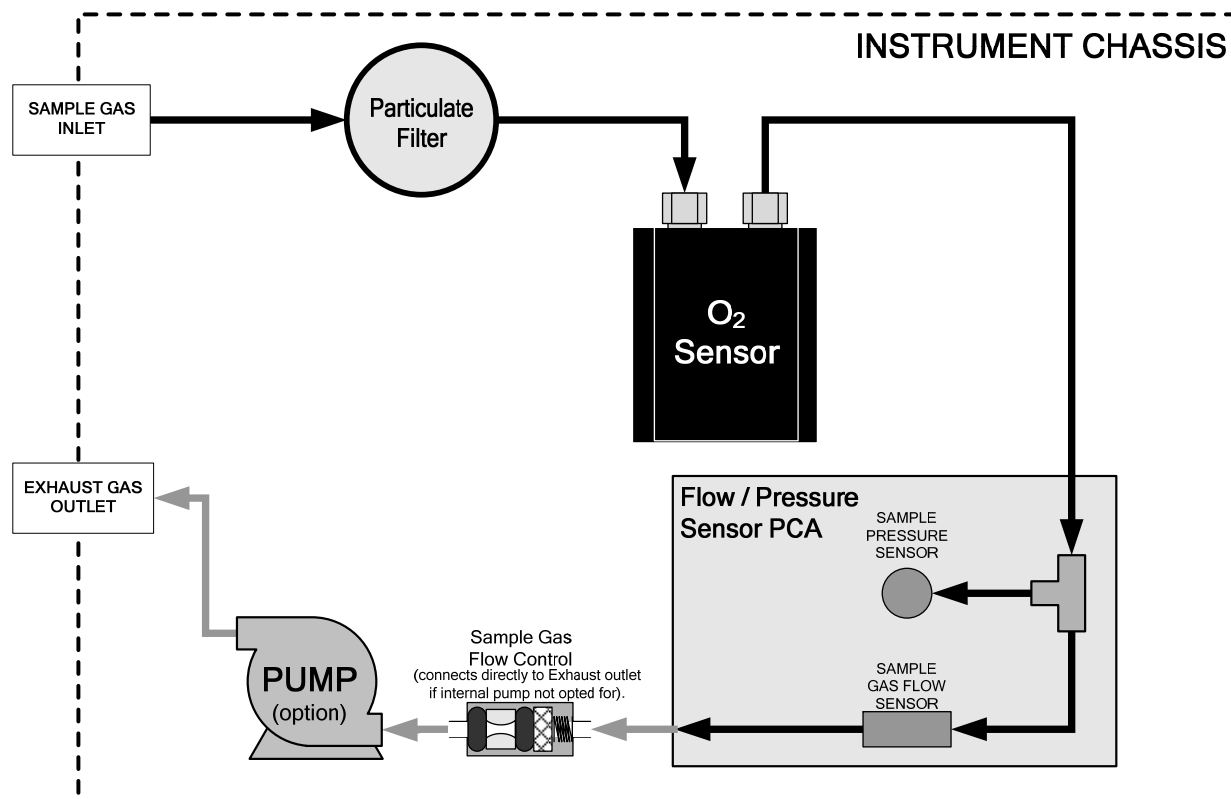 INSTRUMENT CHASSIS
SAMPLE GAS
INLET
Particulate
Filter
O₂
Sensor
EXHAUST GAS
OUTLET
Flow / Pressure
Sensor PCA
SAMPLE
PRESSURE
SENSOR
Sample Gas
Flow Control
(connects directly to Exhaust outlet
if internal pump not opted for).
SAMPLE
GAS FLOW
SENSOR
PUMP
(option)